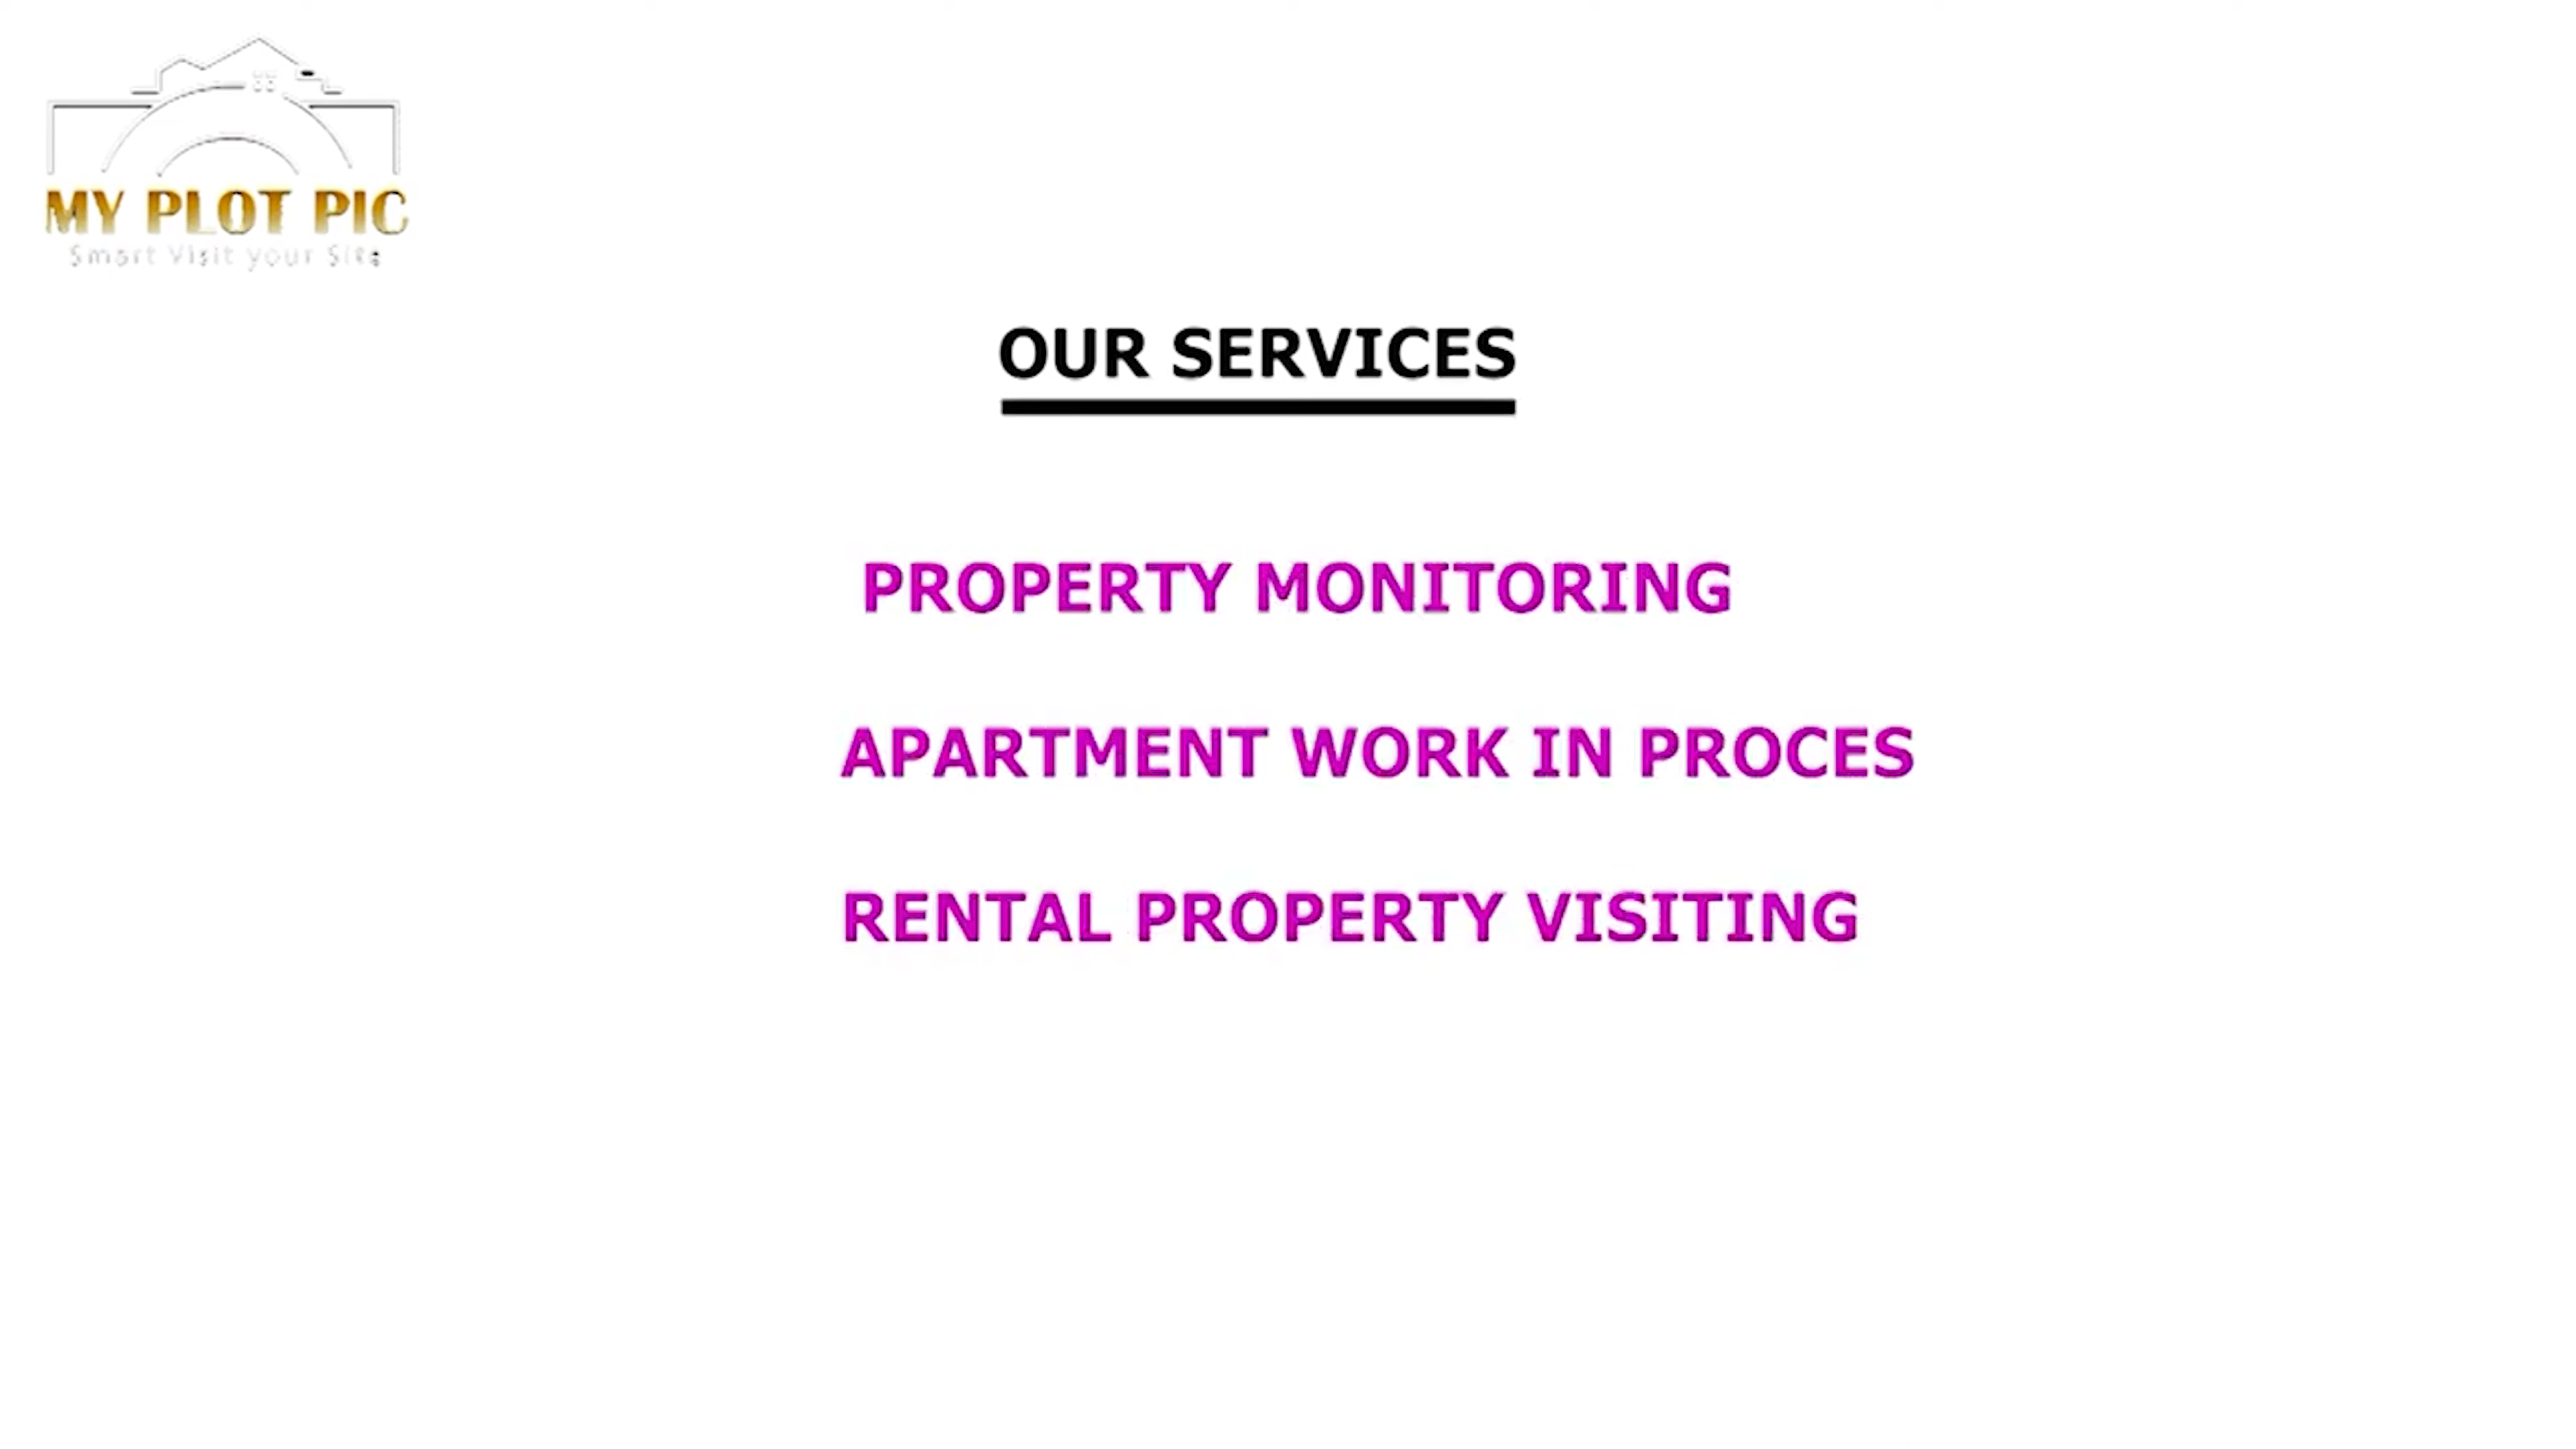 MY PLOT PIC
Smart Visit your Site
OUR SERVICES
PROPERTY MONITORING
APARTMENT WORK IN PROCES
RENTAL PROPERTY VISITING